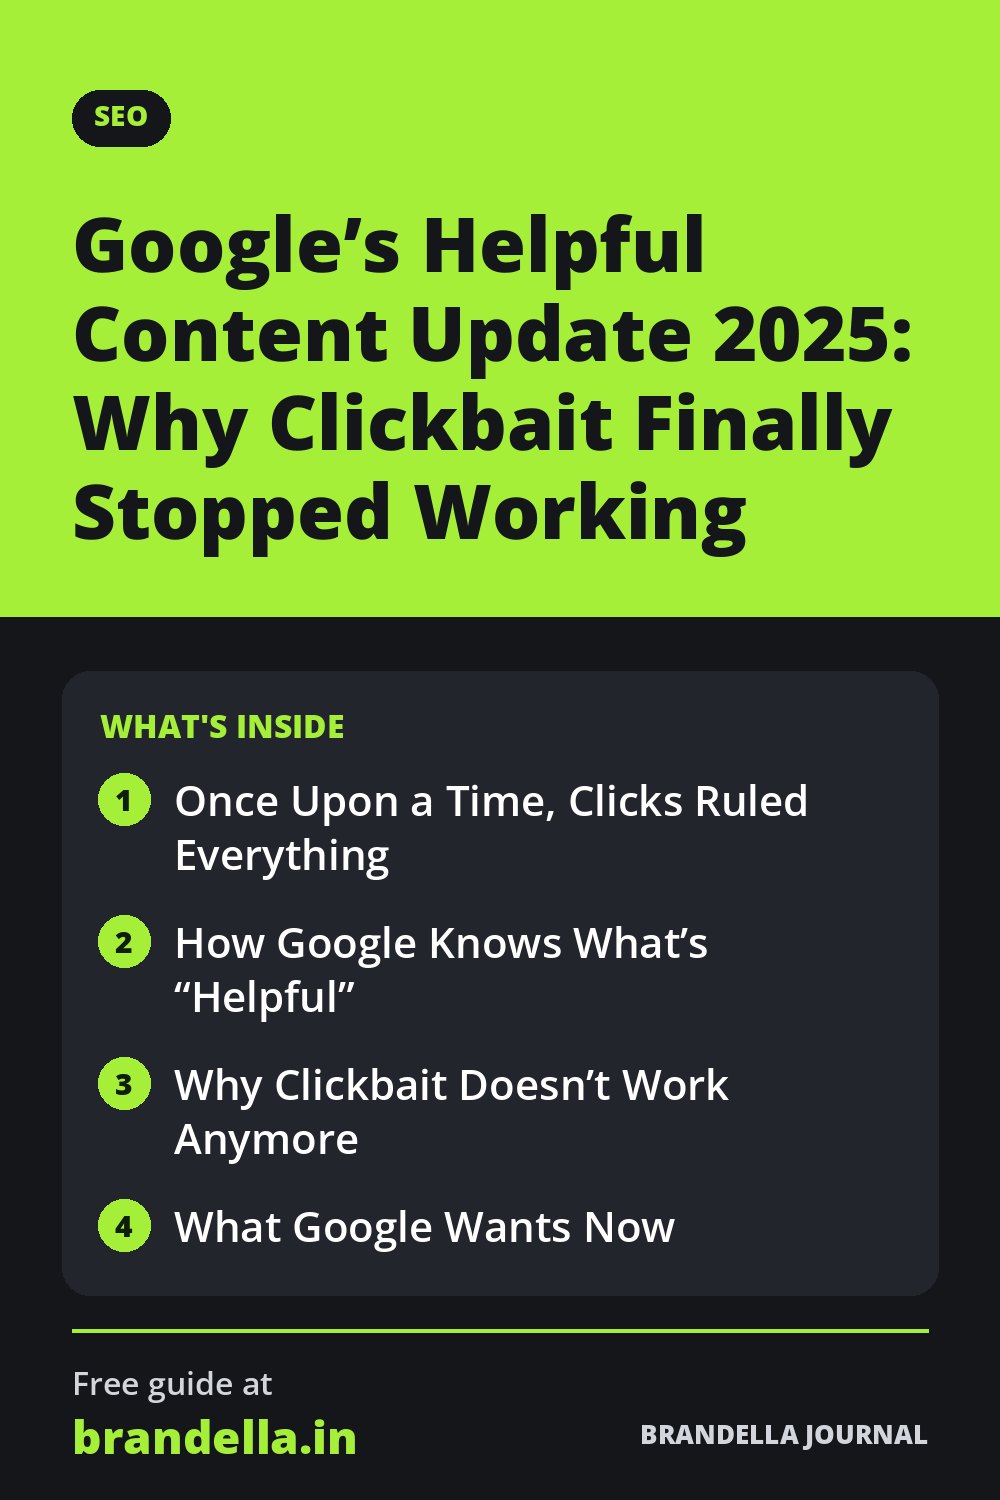 SEO
Google’s Helpful
Content Update 2025:
Why Clickbait Finally
Stopped Working
WHAT'S INSIDE
1 Once Upon a Time, Clicks Ruled
Everything
2 How Google Knows What’s
“Helpful”
3 Why Clickbait Doesn’t Work
Anymore
4 What Google Wants Now
Free guide at
brandella.in
BRANDELLA JOURNAL